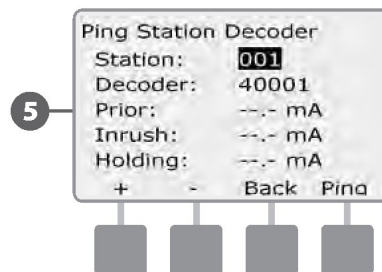 Ping Station Decoder
Station: 001
Decoder: 40001
5
Prior: --.- mA
Inrush: --.- mA
Holding: --.- mA
+ - Back Ping